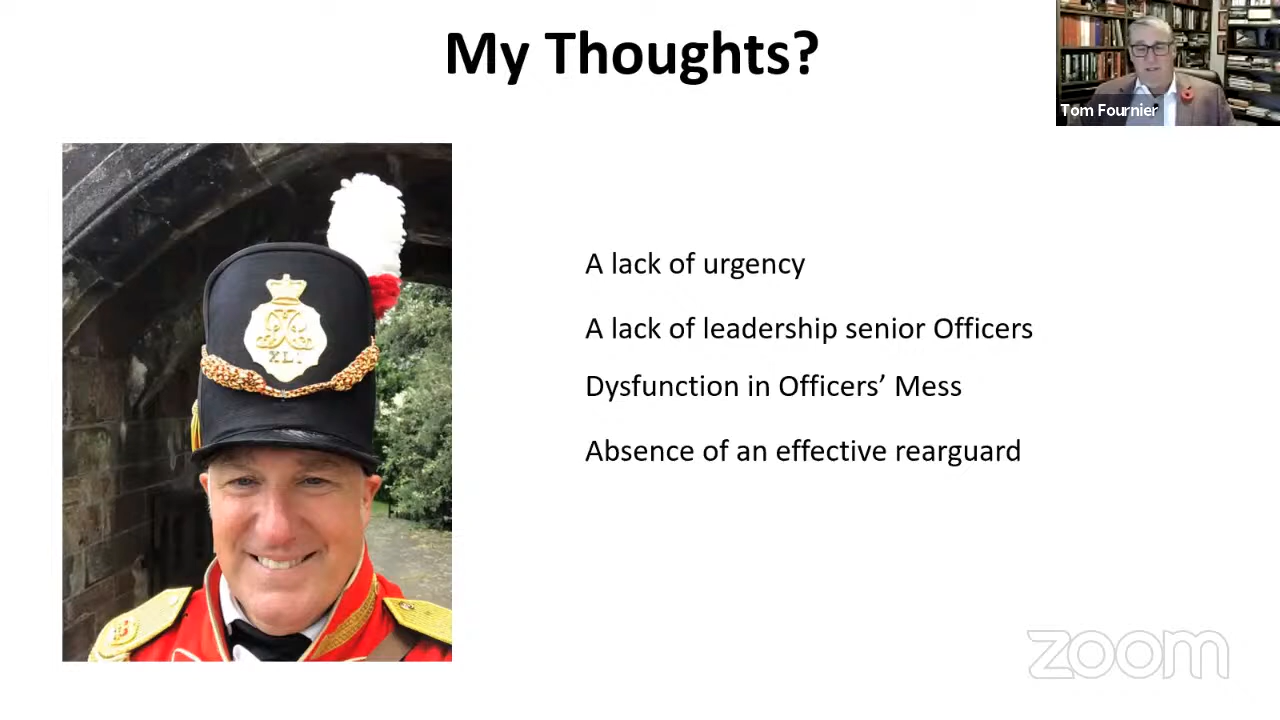 My Thoughts?
Tom Fournier
XLI
A lack of urgency
A lack of leadership senior Officers
Dysfunction in Officers’ Mess
Absence of an effective rearguard
zoom